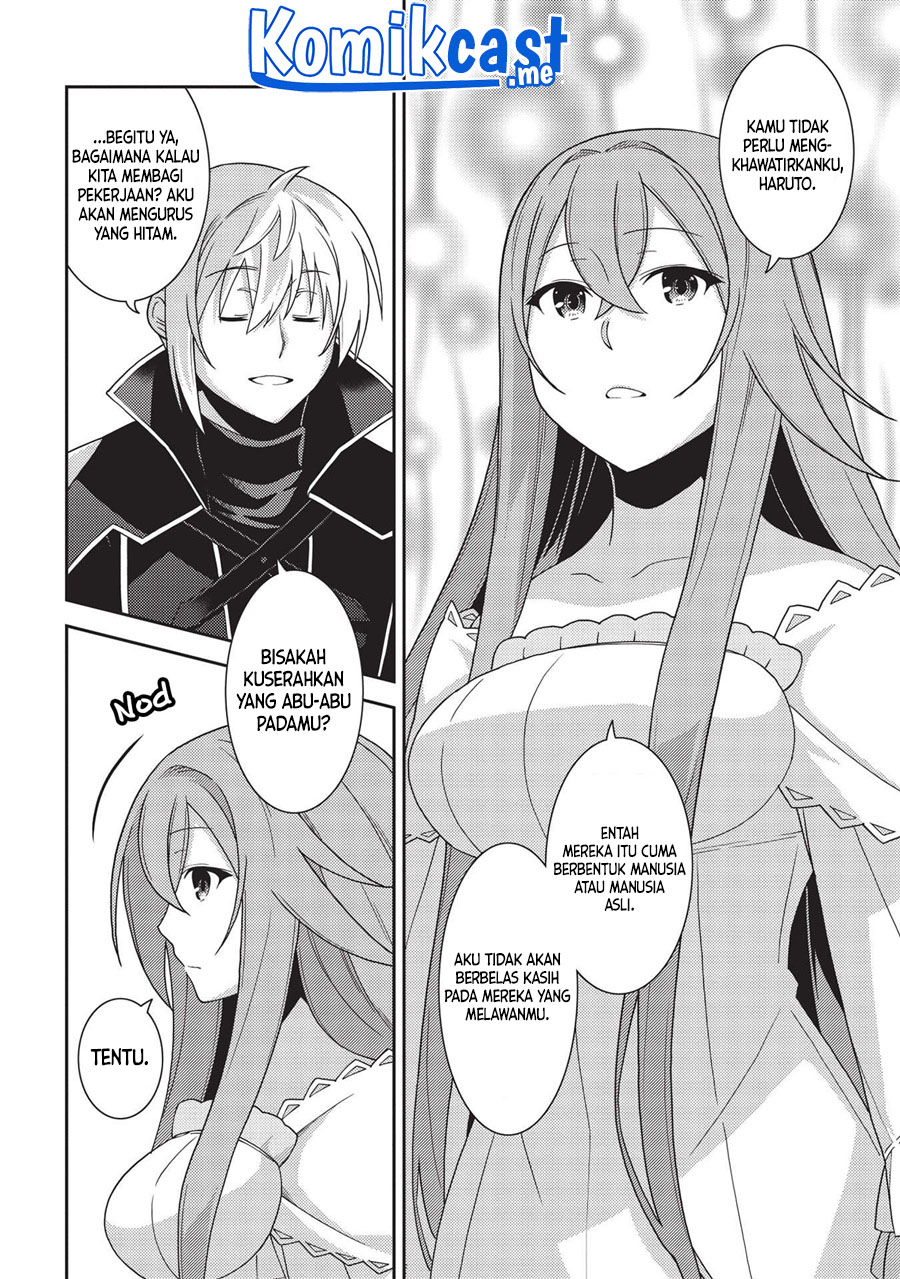 Komikcast
.me
KAMU TIDAK
PERLU MENG-
KHAWATIRKANKU,
HARUTO.
ENTAH
MEREKA ITU CUMA
BERBENTUK MANUSIA
ATAU MANUSIA
ASLI.
AKU TIDAK AKAN
BERBELAS KASIH
PADA MEREKA YANG
MELAWANMU.
...BEGITU YA,
BAGAIMANA KALAU
KITA MEMBAGI
PEKERJAAN? AKU
AKAN MENGURUS
YANG HITAM.
BISAKAH
KUSERAHKAN
YANG ABU-ABU
PADAMU?
Nod
TENTU.